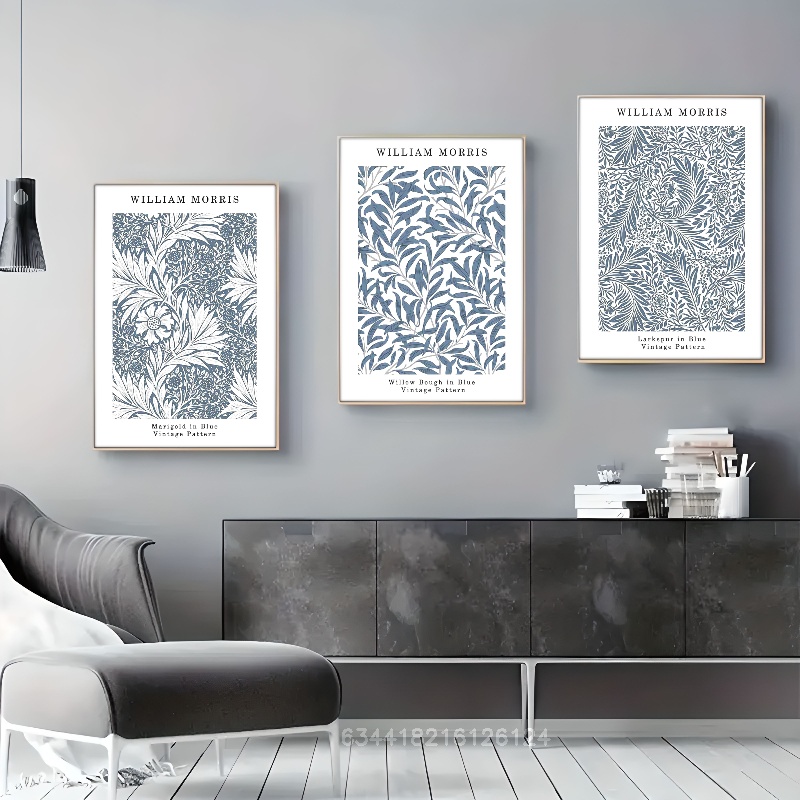 WILLIAM MORRIS
Marigold in Blue
Vintage Pattern
WILLIAM MORRIS
Willow Bough in Blue
Vintage Pattern
WILLIAM MORRIS
Larkspur in Blue
Vintage Pattern
634418216126124